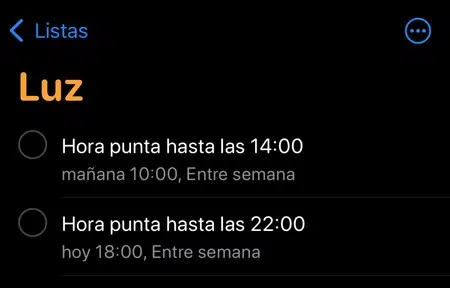 Listas
Luz
Hora punta hasta las 14:00
mañana 10:00, Entre semana
Hora punta hasta las 22:00
hoy 18:00, Entre semana